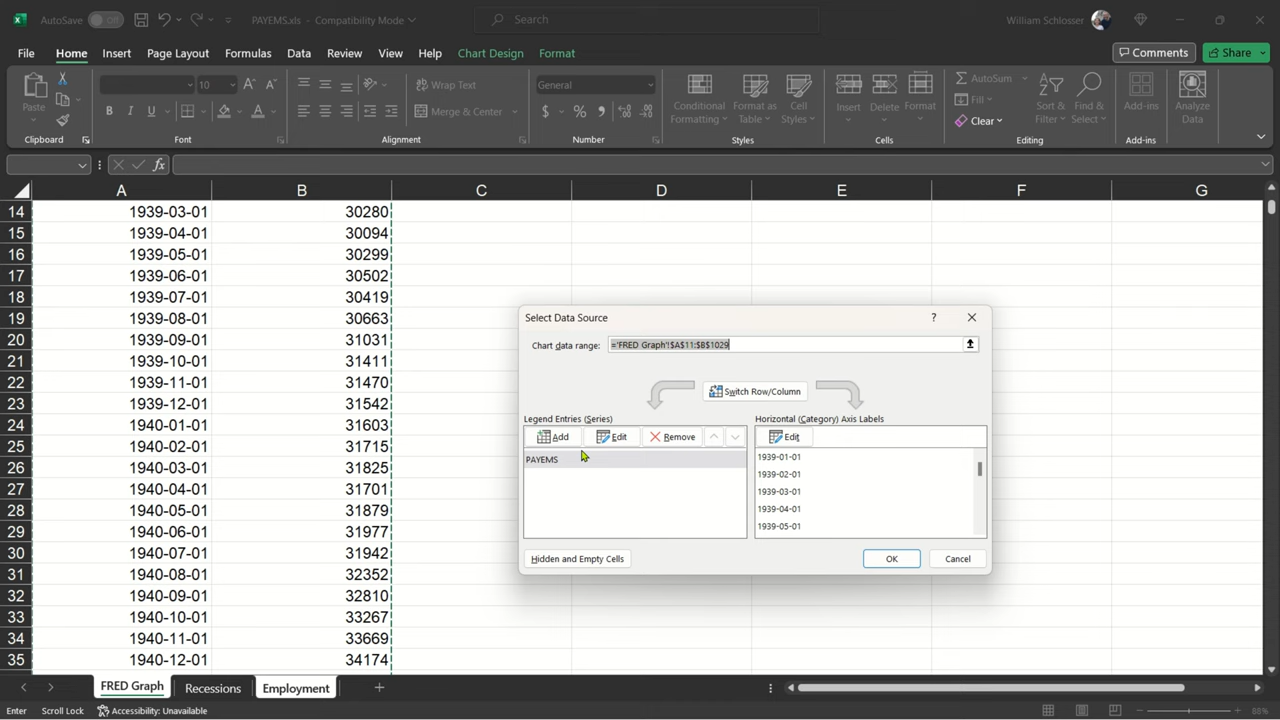 AutoSave Off PAYEMS.xls - Compatibility Mode Search William Schlosser
File Home Insert Page Layout Formulas Data Review View Help Chart Design Format Comments Share
Paste 10 Wrap Text General Conditional Formatting Format as Table Cell Styles Insert Delete Format AutoSum Sort & Filter Find & Select Add-ins Analyze Data
B I U Merge & Center $ % Fill Clear
Clipboard Font Alignment Number Styles Cells Editing Add-ins
fx
A B C D E F G
14 1939-03-01 30280
15 1939-04-01 30094
16 1939-05-01 30299
17 1939-06-01 30502
18 1939-07-01 30419
19 1939-08-01 30663
20 1939-09-01 31031
21 1939-10-01 31411
22 1939-11-01 31470
23 1939-12-01 31542
24 1940-01-01 31603
25 1940-02-01 31715
26 1940-03-01 31825
27 1940-04-01 31701
28 1940-05-01 31879
29 1940-06-01 31977
30 1940-07-01 31942
31 1940-08-01 32352
32 1940-09-01 32810
33 1940-10-01 33267
34 1940-11-01 33669
35 1940-12-01 34174
Select Data Source ?
Chart data range: ='FRED Graph'!$A$11:$B$1029
Switch Row/Column
Legend Entries (Series)
Add Edit Remove
PAYEMS
Horizontal (Category) Axis Labels
Edit
1939-01-01
1939-02-01
1939-03-01
1939-04-01
1939-05-01
Hidden and Empty Cells OK Cancel
FRED Graph Recessions Employment
Enter Scroll Lock Accessibility: Unavailable 88%